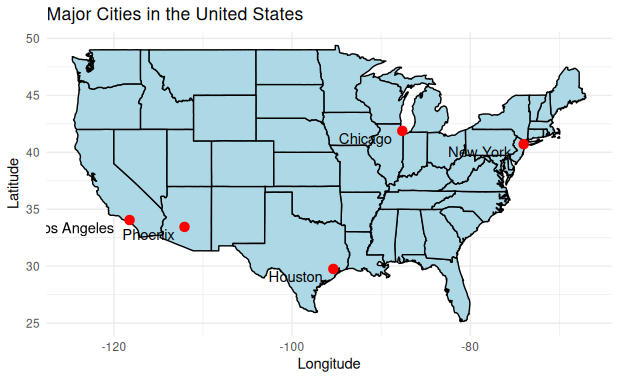 Major Cities in the United States
50
45
40
35
30
25
Latitude
Chicago
New York
os Angeles
Phoenix
Houston
-120
-100
-80
Longitude